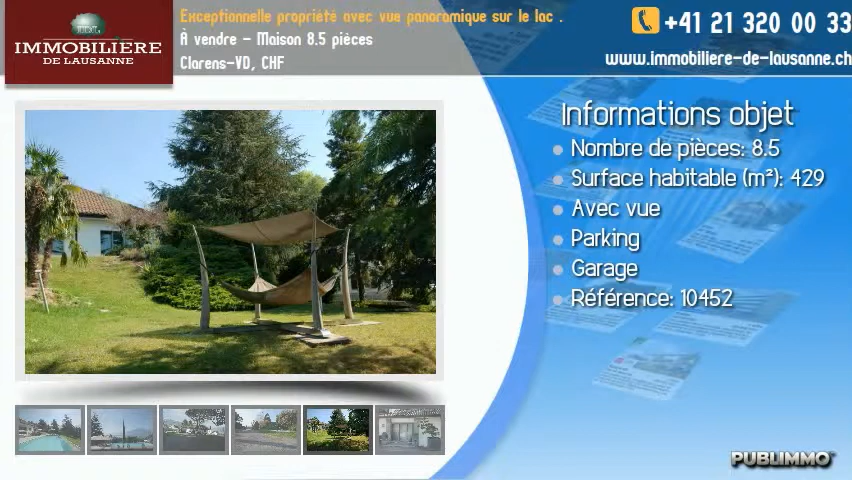 IMMOBILIÈRE
DE LAUSANNE
Exceptionnelle propriété avec vue panoramique sur le lac .
À vendre - Maison 8.5 pièces
Clarens-VD, CHF
+41 21 320 00 33
www.immobiliere-de-lausanne.ch
Informations objet
Nombre de pièces: 8.5
Surface habitable (m²): 429
Avec vue
Parking
Garage
Référence: 10452
PUBLIMMO